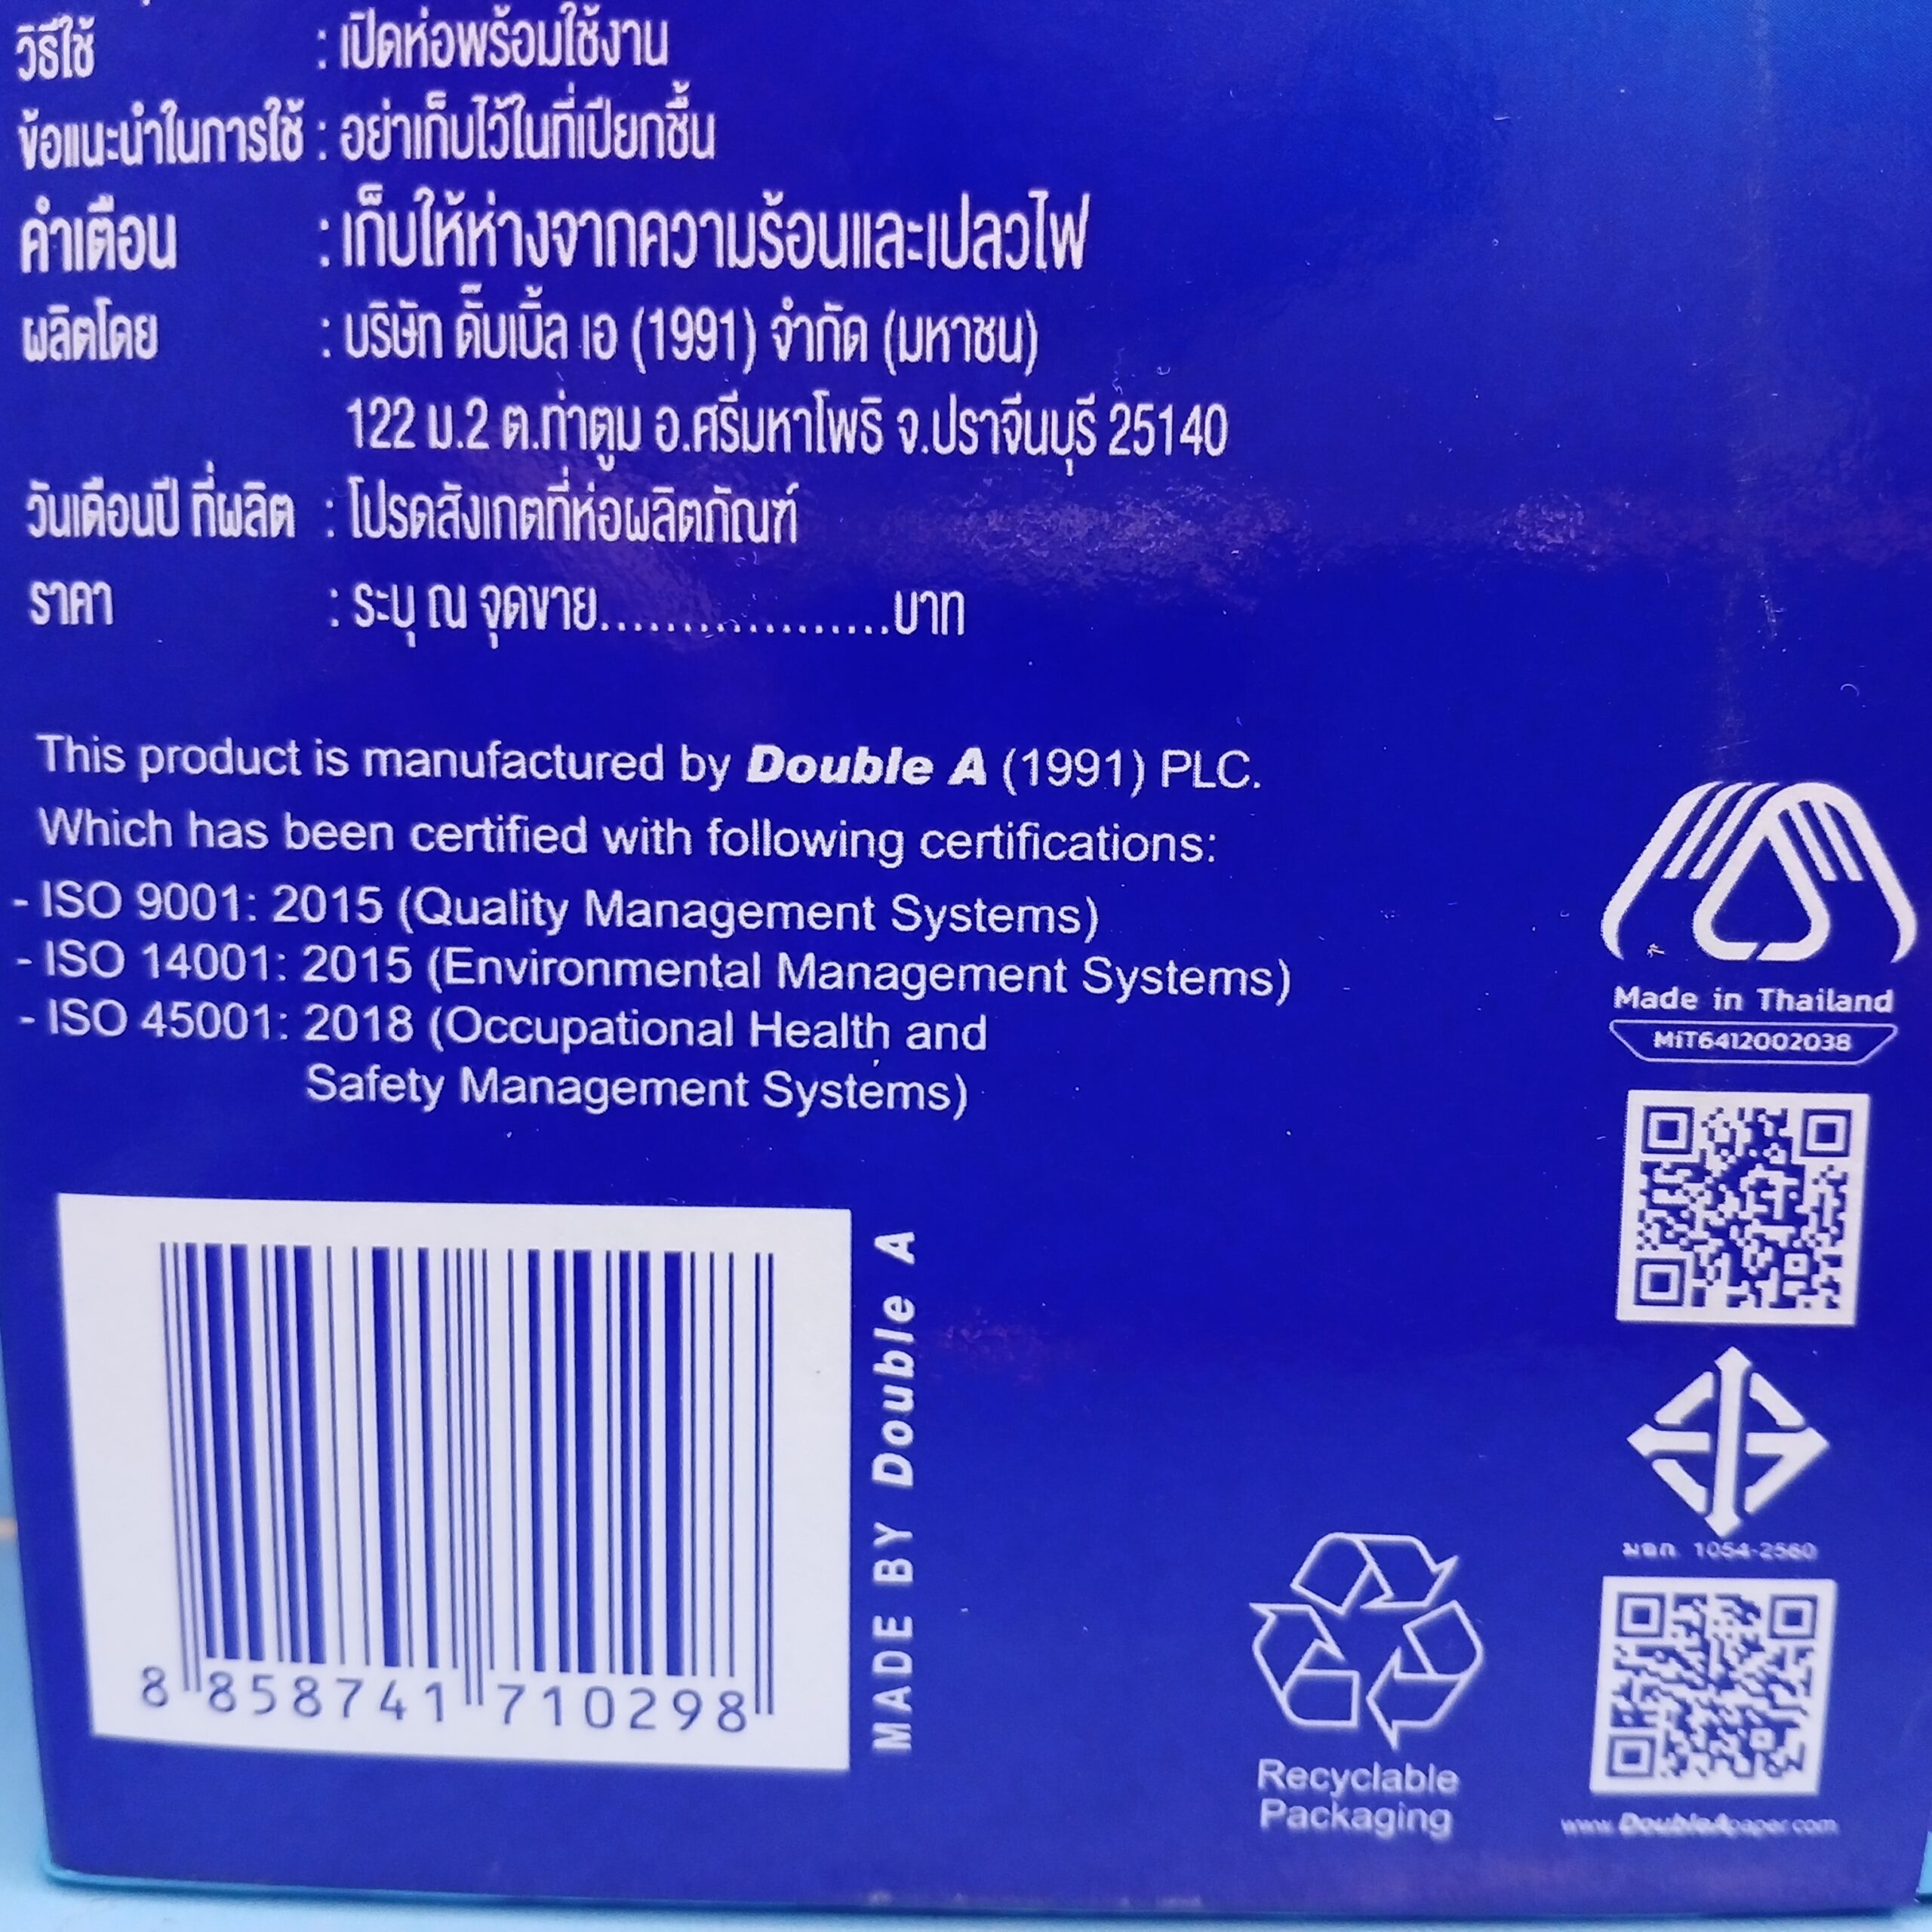 วิธีใช้ : เปิดห่อพร้อมใช้งาน
ข้อแนะนำในการใช้ : อย่าเก็บไว้ในที่เปียกชื้น
คำเตือน : เก็บให้ห่างจากความร้อนและเปลวไฟ
ผลิตโดย : บริษัท ดั๊บเบิ้ล เอ (1991) จำกัด (มหาชน)
122 ม.2 ต.ท่าตูม อ.ศรีมหาโพธิ จ.ปราจีนบุรี 25140
วันเดือนปี ที่ผลิต : โปรดสังเกตที่ห่อผลิตภัณฑ์
ราคา : ระบุ ณ จุดขาย..................บาท
This product is manufactured by Double A (1991) PLC.
Which has been certified with following certifications:
- ISO 9001: 2015 (Quality Management Systems)
- ISO 14001: 2015 (Environmental Management Systems)
- ISO 45001: 2018 (Occupational Health and
Safety Management Systems)
Made in Thailand
MiT6412002038
8 858741 710298
MADE BY Double A
มอก. 1054-2560
Recyclable
Packaging
www.DoubleApaper.com